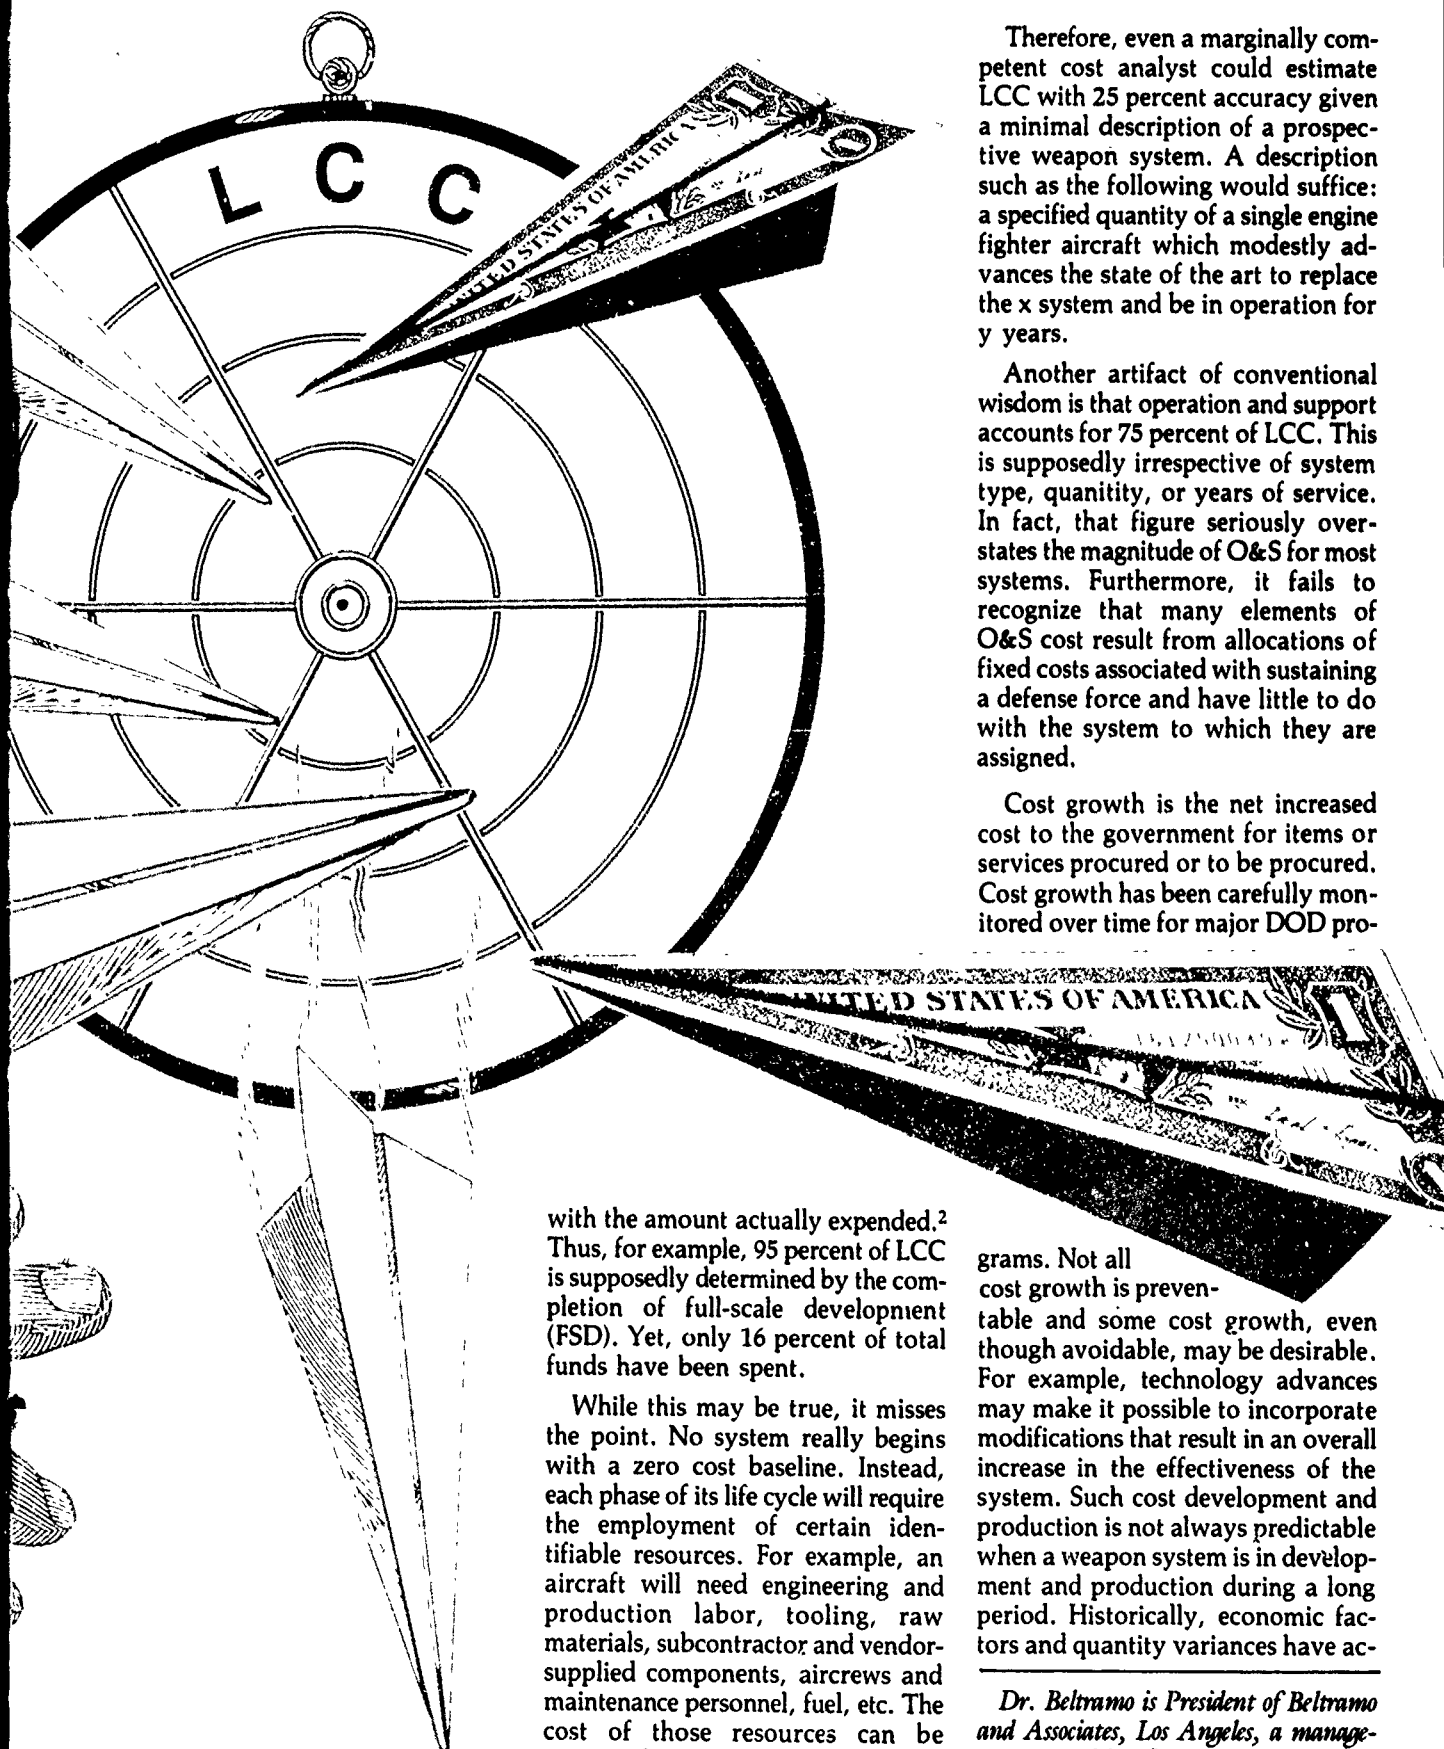 L C C
UNITED STATES OF AMERICA
1
UNITED STATES OF AMERICA
1
with the amount actually expended.²
Thus, for example, 95 percent of LCC
is supposedly determined by the com-
pletion of full-scale development
(FSD). Yet, only 16 percent of total
funds have been spent.
While this may be true, it misses
the point. No system really begins
with a zero cost baseline. Instead,
each phase of its life cycle will require
the employment of certain iden-
tifiable resources. For example, an
aircraft will need engineering and
production labor, tooling, raw
materials, subcontractor and vendor-
supplied components, aircrews and
maintenance personnel, fuel, etc. The
cost of those resources can be
Therefore, even a marginally com-
petent cost analyst could estimate
LCC with 25 percent accuracy given
a minimal description of a prospec-
tive weapon system. A description
such as the following would suffice:
a specified quantity of a single engine
fighter aircraft which modestly ad-
vances the state of the art to replace
the x system and be in operation for
y years.
Another artifact of conventional
wisdom is that operation and support
accounts for 75 percent of LCC. This
is supposedly irrespective of system
type, quanitity, or years of service.
In fact, that figure seriously over-
states the magnitude of O&S for most
systems. Furthermore, it fails to
recognize that many elements of
O&S cost result from allocations of
fixed costs associated with sustaining
a defense force and have little to do
with the system to which they are
assigned.
Cost growth is the net increased
cost to the government for items or
services procured or to be procured.
Cost growth has been carefully mon-
itored over time for major DOD pro-
grams. Not all
cost growth is preven-
table and some cost growth, even
though avoidable, may be desirable.
For example, technology advances
may make it possible to incorporate
modifications that result in an overall
increase in the effectiveness of the
system. Such cost development and
production is not always predictable
when a weapon system is in develop-
ment and production during a long
period. Historically, economic fac-
tors and quantity variances have ac-
Dr. Beltramo is President of Beltramo
and Associates, Los Angeles, a manage-